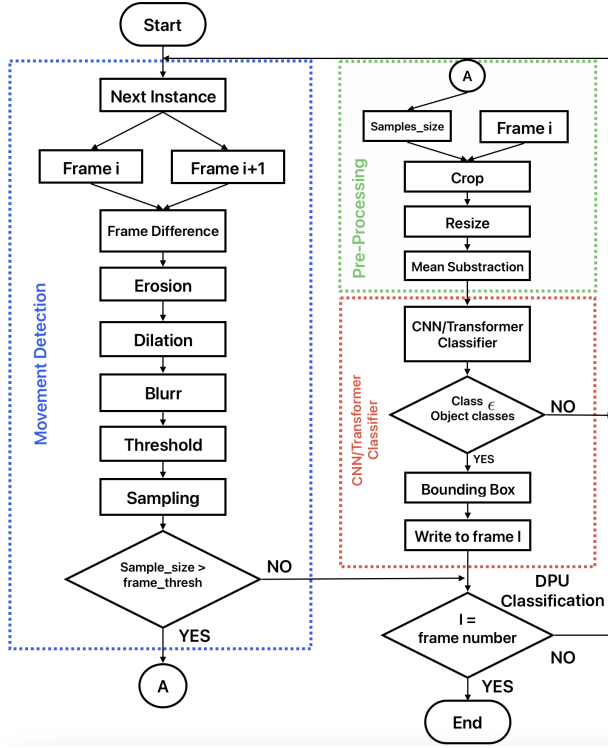 Start
Next Instance
Frame i
Frame i+1
Frame Difference
Erosion
Dilation
Blurr
Threshold
Sampling
Sample_size >
frame_thresh
NO
YES
A
Movement Detection
A
Samples_size
Frame i
Crop
Resize
Mean Substraction
Pre-Processing
CNN/Transformer
Classifier
Class ϵ
Object classes
NO
YES
Bounding Box
Write to frame I
CNN/Transformer
Classifier
DPU
Classification
I =
frame number
NO
YES
End